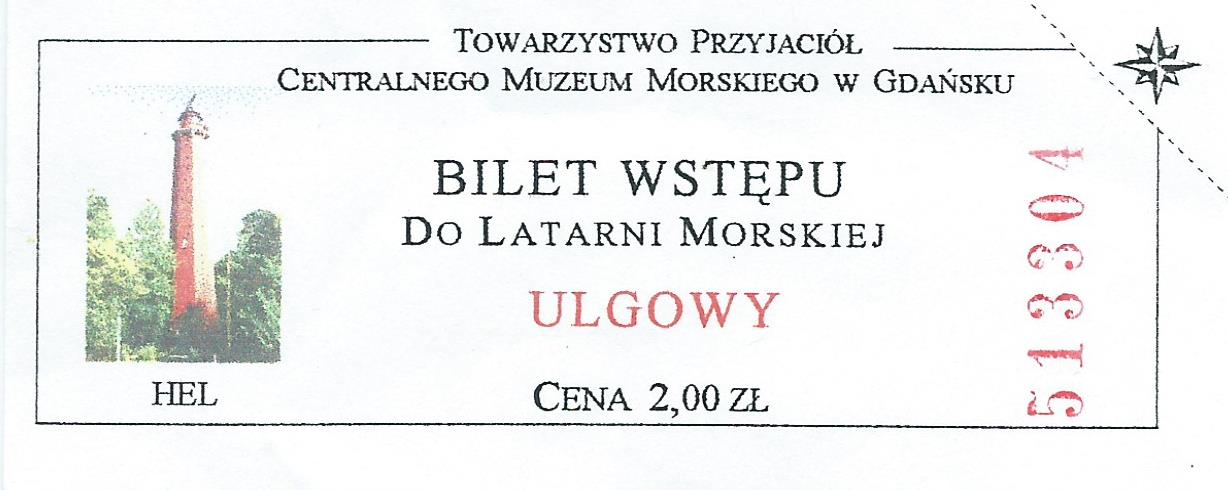 TOWARZYSTWO PRZYJACIÓŁ
CENTRALNEGO MUZEUM MORSKIEGO W GDAŃSKU
BILET WSTĘPU
DO LATARNI MORSKIEJ
ULGOWY
CENA 2,00 ZŁ
HEL
513304